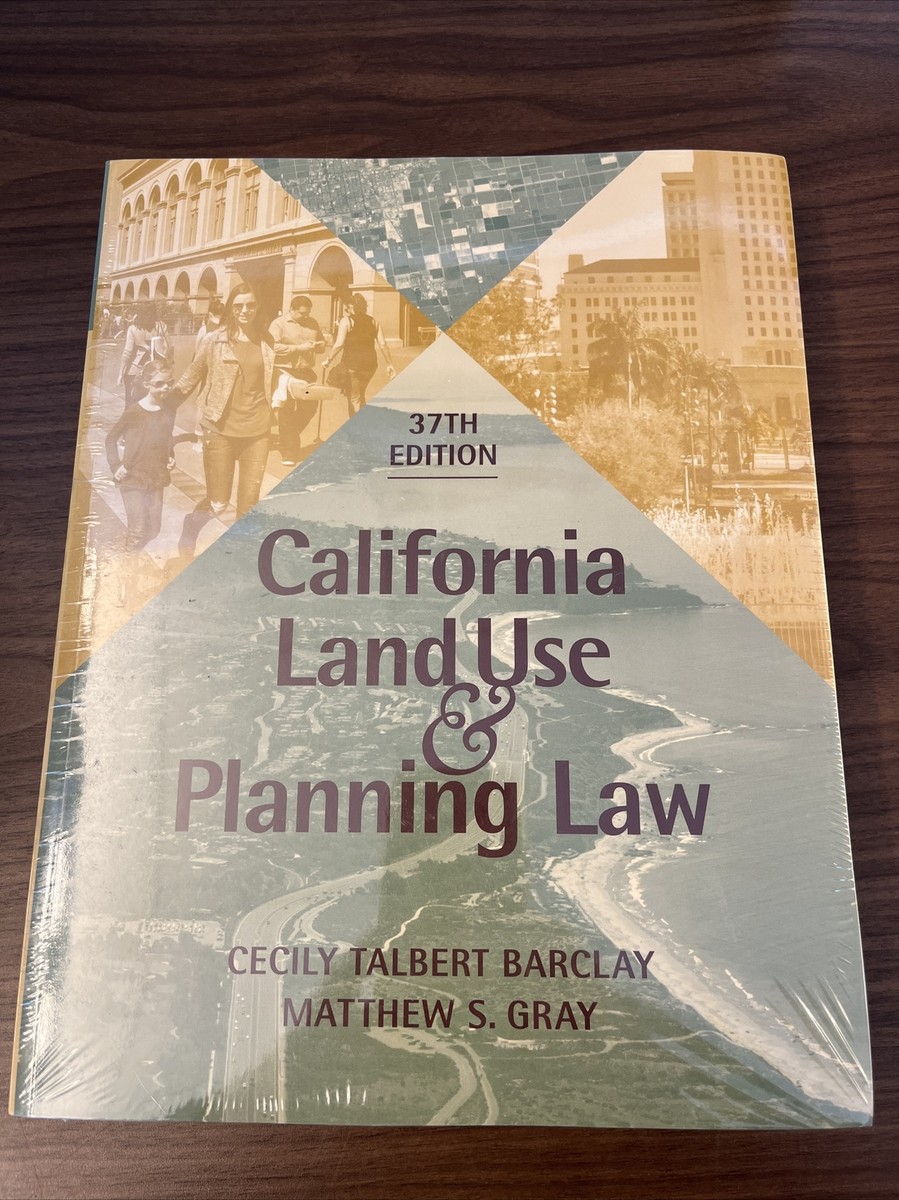 37TH
EDITION
California
Land Use
&
Planning Law
CECILY TALBERT BARCLAY
MATTHEW S. GRAY